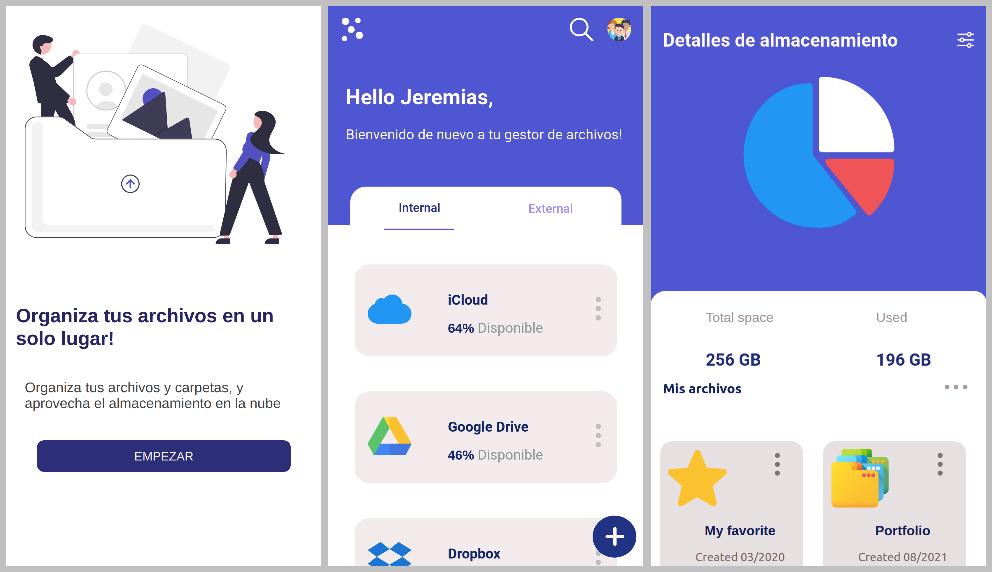 Organiza tus archivos en un
solo lugar!
Organiza tus archivos y carpetas, y
aprovecha el almacenamiento en la nube
EMPEZAR
Hello Jeremias,
Bienvenido de nuevo a tu gestor de archivos!
Internal
External
iCloud
64% Disponible
Google Drive
46% Disponible
Dropbox
Detalles de almacenamiento
Total space
Used
256 GB
196 GB
Mis archivos
My favorite
Created 03/2020
Portfolio
Created 08/2021